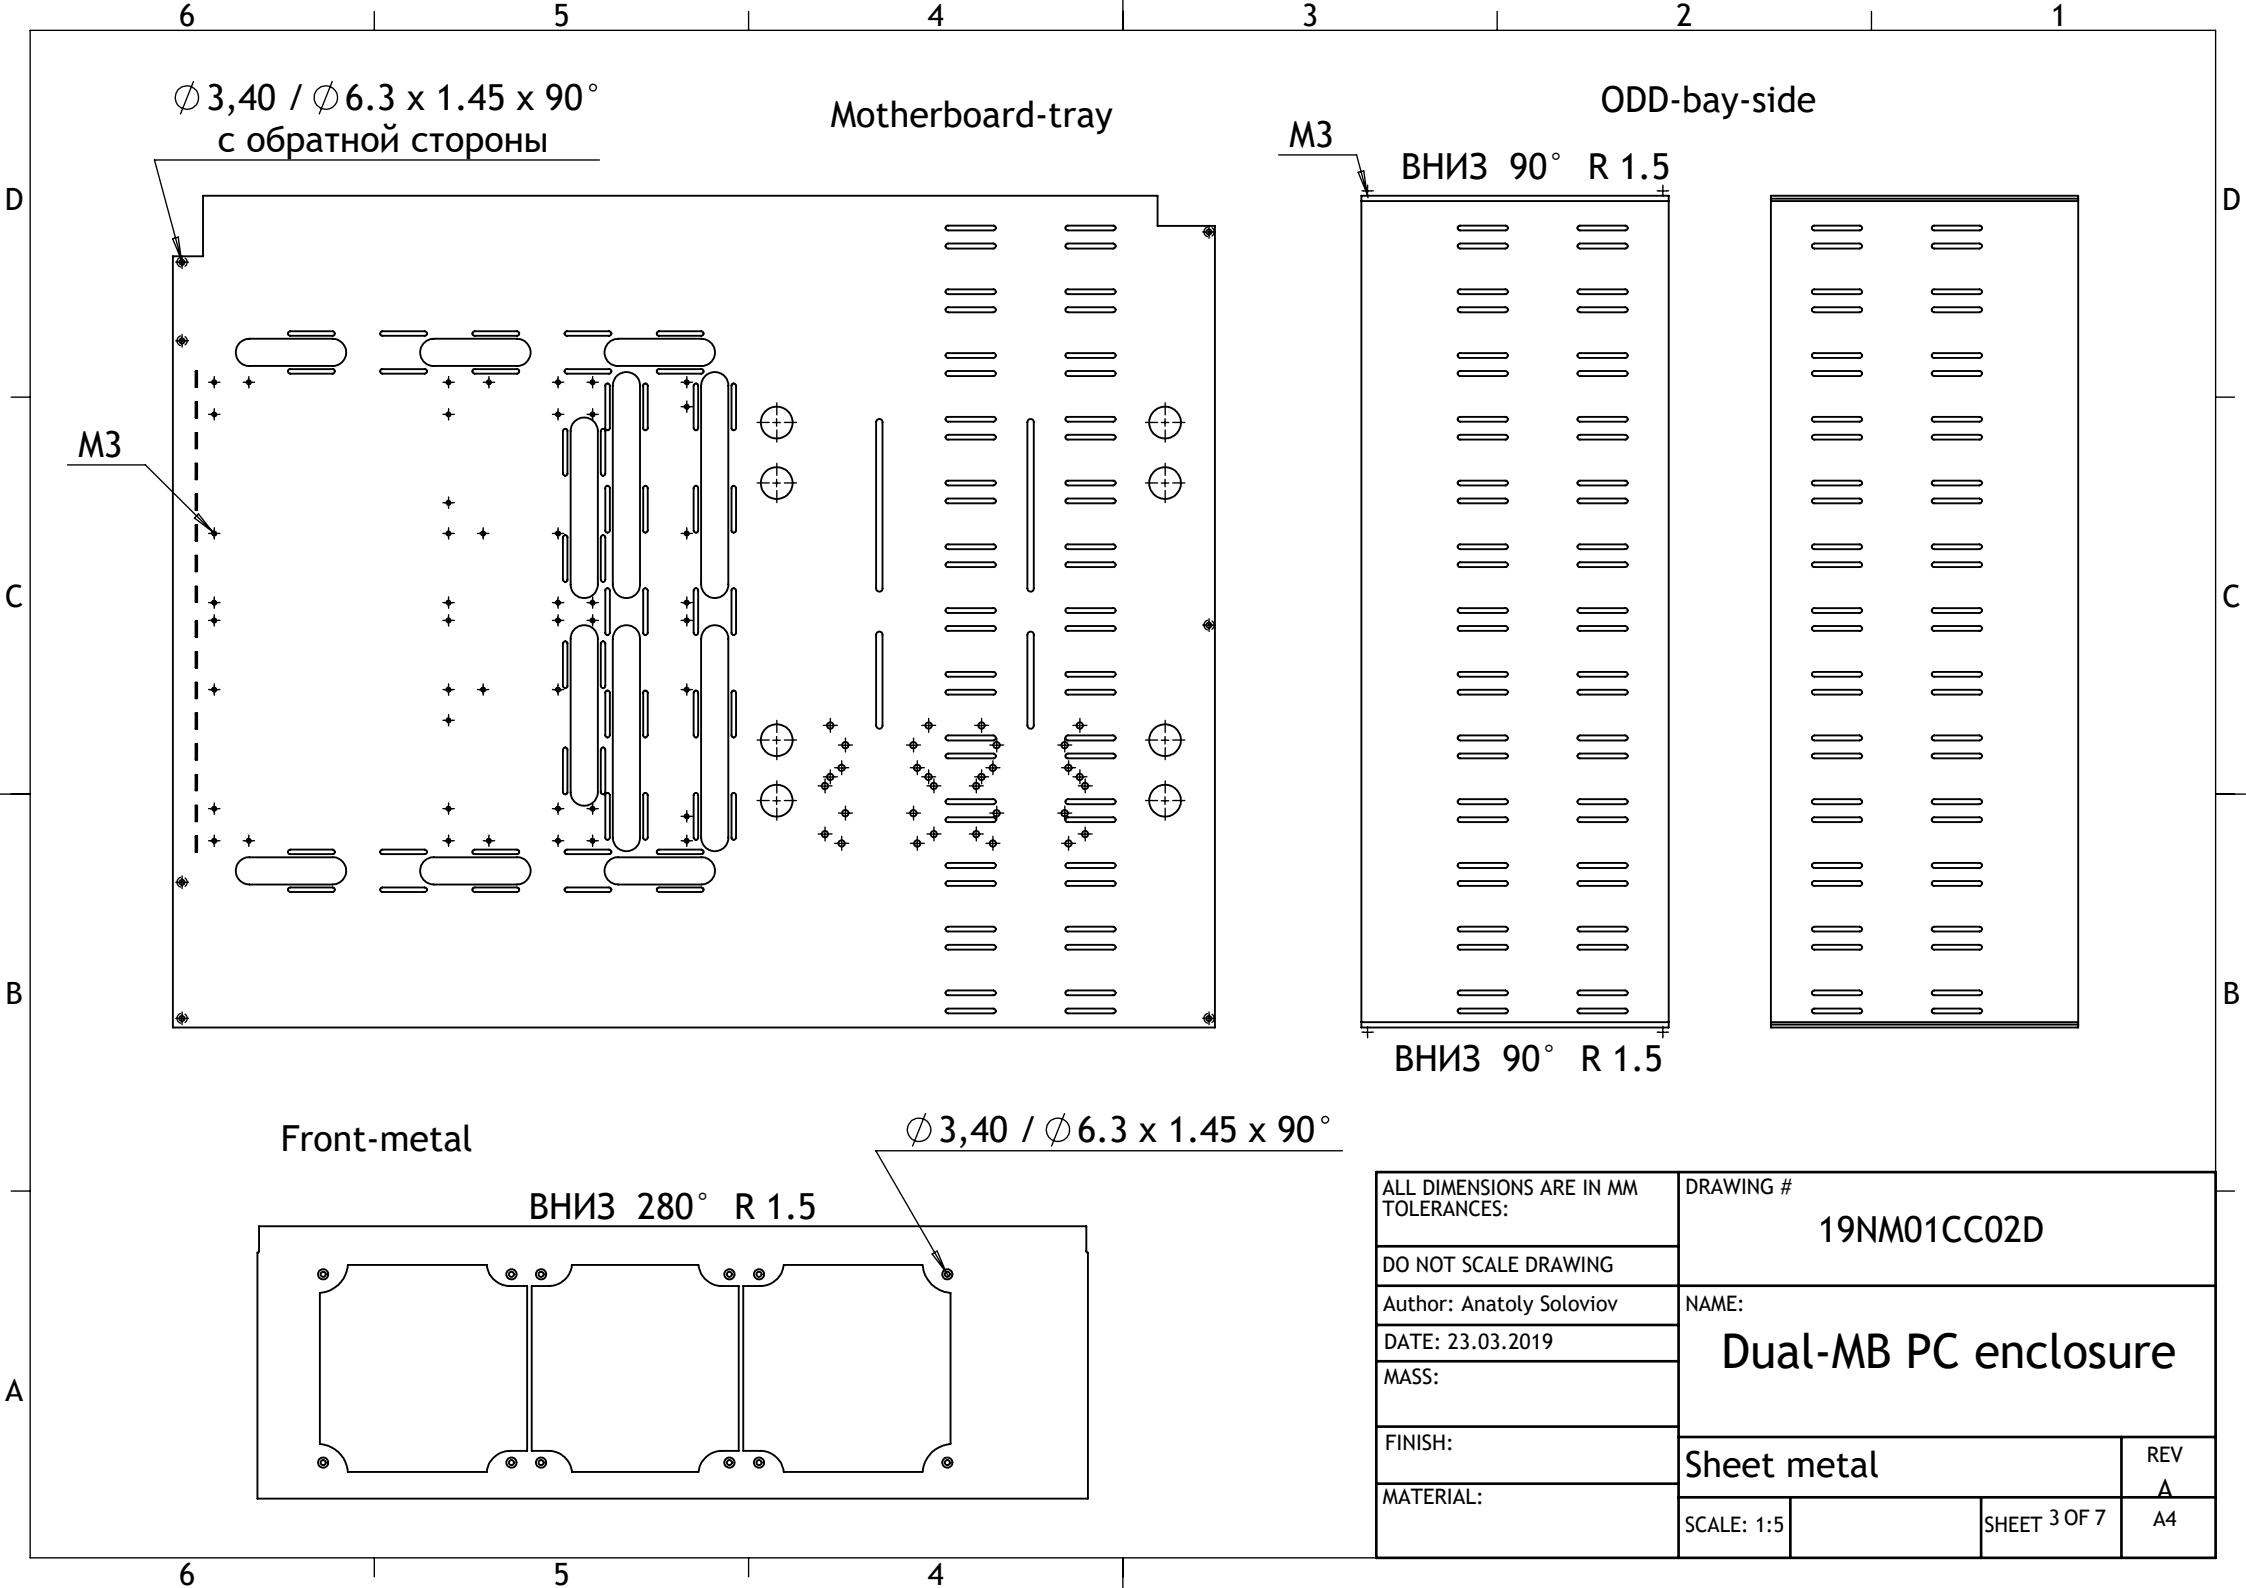 6 5 4 3 2 1
⌀3,40 / ⌀6.3 x 1.45 x 90°
с обратной стороны
Motherboard-tray
ODD-bay-side
M3
ВНИЗ 90° R 1.5
D D
M3
C C
B B
ВНИЗ 90° R 1.5
Front-metal
⌀3,40 / ⌀6.3 x 1.45 x 90°
ВНИЗ 280° R 1.5
A
ALL DIMENSIONS ARE IN MM
TOLERANCES:
DO NOT SCALE DRAWING
Author: Anatoly Soloviov
DATE: 23.03.2019
MASS:
FINISH:
MATERIAL:
DRAWING #
19NM01CC02D
NAME:
Dual-MB PC enclosure
Sheet metal
REV
A
SCALE: 1:5
SHEET 3 OF 7
A4
6 5 4